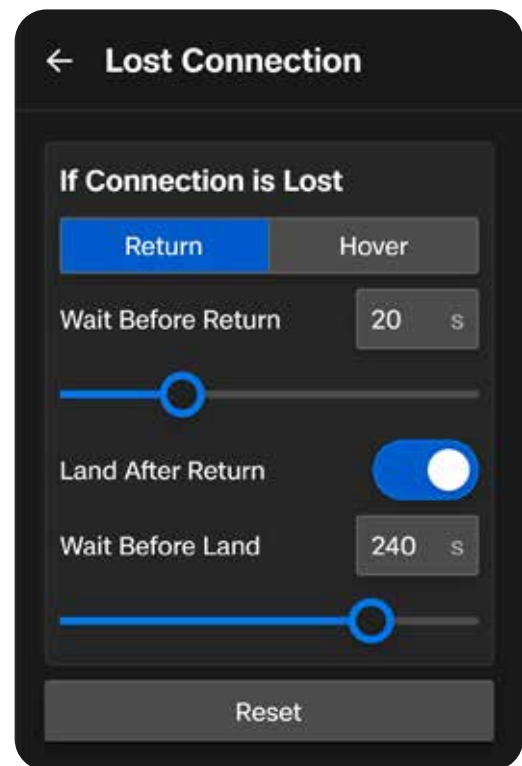 ← Lost Connection
If Connection is Lost
Return Hover
Wait Before Return 20 s
Land After Return
Wait Before Land 240 s
Reset